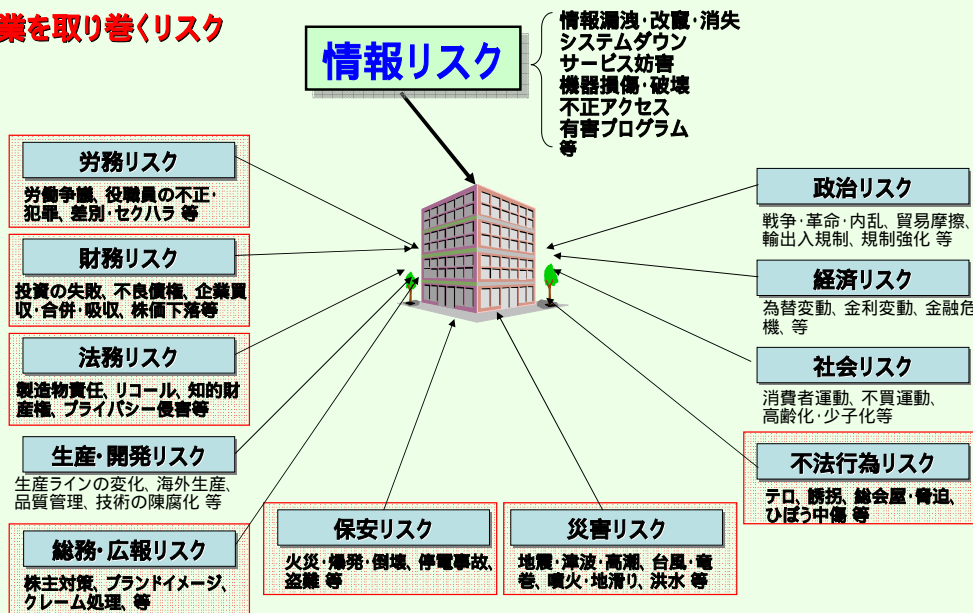 業を取り巻くリスク
情報リスク
情報漏洩・改竄・消失
システムダウン
サービス妨害
機器損傷・破壊
不正アクセス
有害プログラム
等
労務リスク
労働争議、役職員の不正・
犯罪、差別・セクハラ 等
財務リスク
投資の失敗、不良債権、企業買
収・合併・吸収、株価下落等
法務リスク
製造物責任、リコール、知的財
産権、プライバシー侵害等
生産・開発リスク
生産ラインの変化、海外生産、
品質管理、技術の陳腐化 等
総務・広報リスク
株主対策、ブランドイメージ、
クレーム処理、等
保安リスク
火災・爆発・倒壊、停電事故、
盗難 等
災害リスク
地震・津波・高潮、台風・竜
巻、噴火・地滑り、洪水 等
政治リスク
戦争・革命・内乱、貿易摩擦、
輸出入規制、規制強化 等
経済リスク
為替変動、金利変動、金融危
機、等
社会リスク
消費者運動、不買運動、
高齢化・少子化等
不法行為リスク
テロ、誘拐、総会屋・脅迫、
ひぼう中傷 等